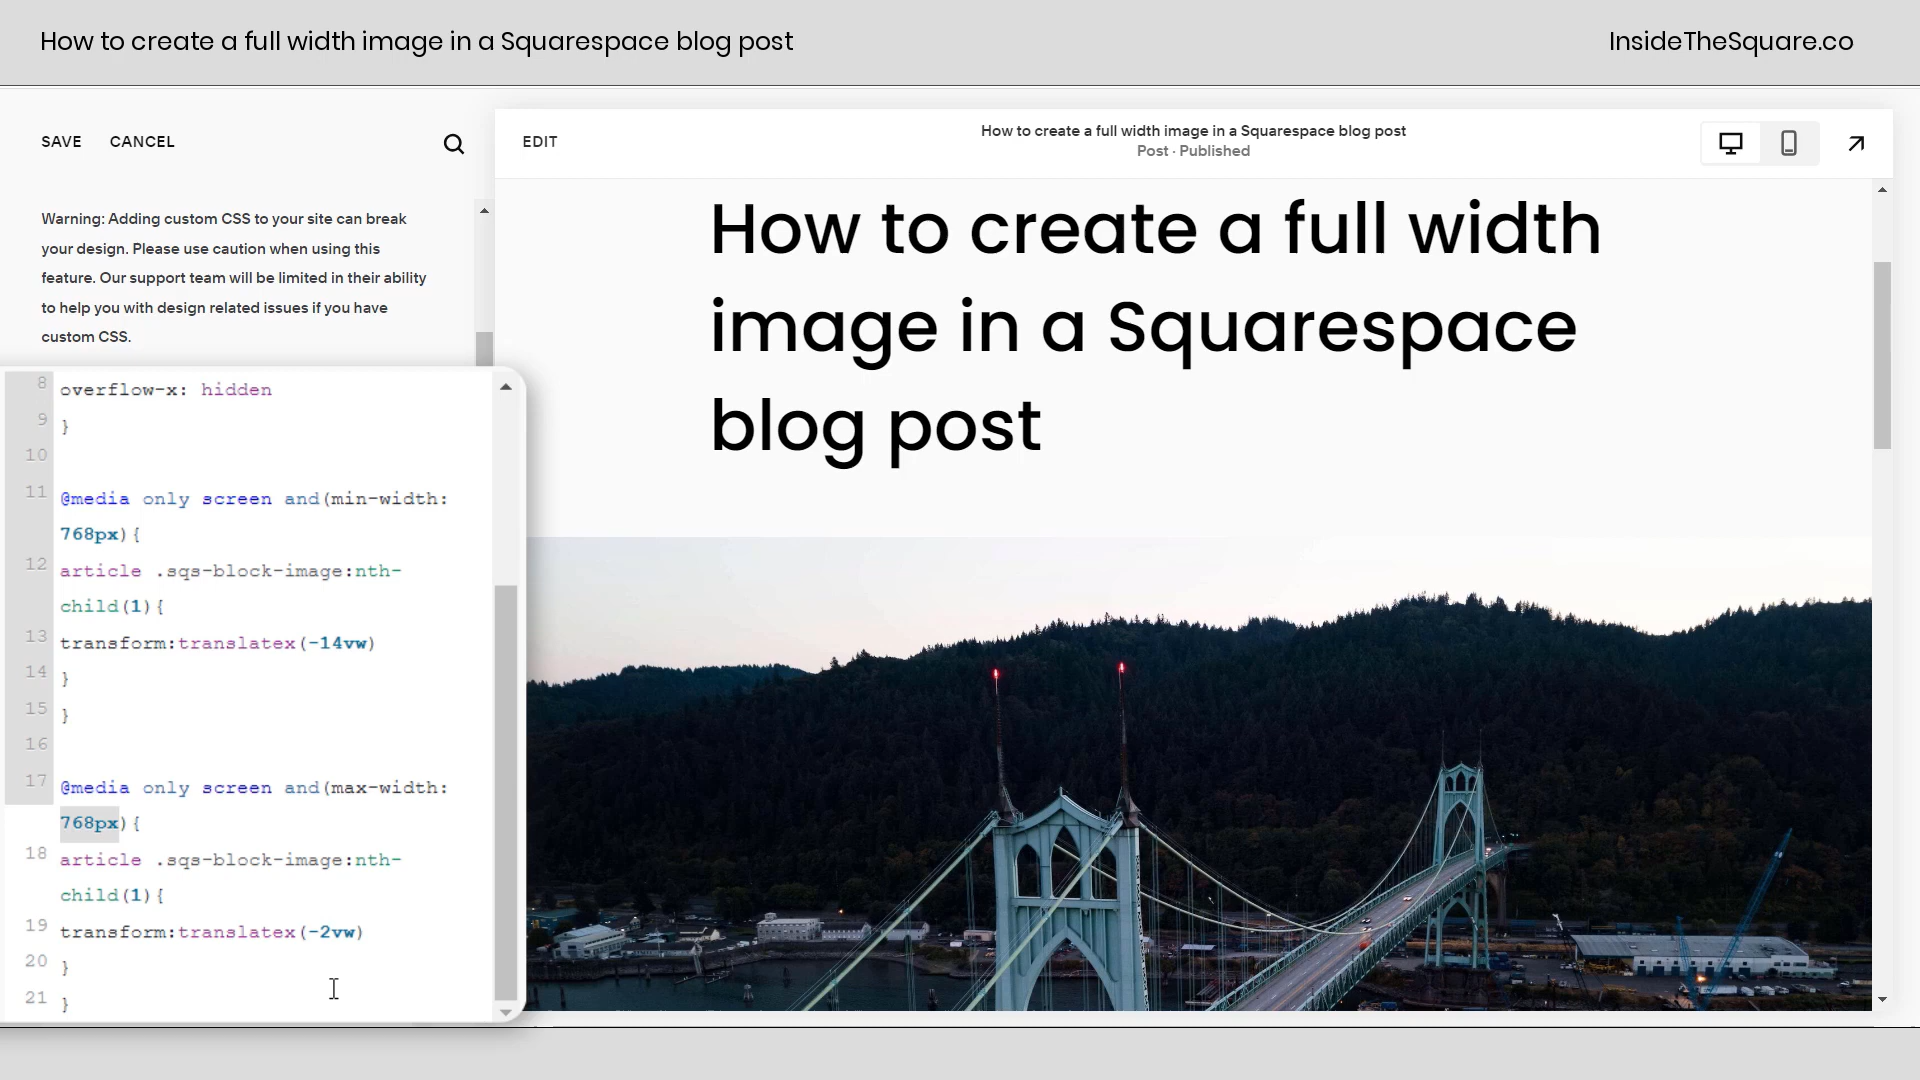 How to create a full width image in a Squarespace blog post
InsideTheSquare.co
SAVE CANCEL
EDIT
How to create a full width image in a Squarespace blog post
Post · Published
Warning: Adding custom CSS to your site can break
your design. Please use caution when using this
feature. Our support team will be limited in their ability
to help you with design related issues if you have
custom CSS.
8 overflow-x: hidden
9 }
10
11 @media only screen and(min-width:
768px){
12 article .sqs-block-image:nth-
child(1){
13 transform:translatex(-14vw)
14 }
15 }
16
17 @media only screen and(max-width:
768px){
18 article .sqs-block-image:nth-
child(1){
19 transform:translatex(-2vw)
20 }
21 }
How to create a full width
image in a Squarespace
blog post